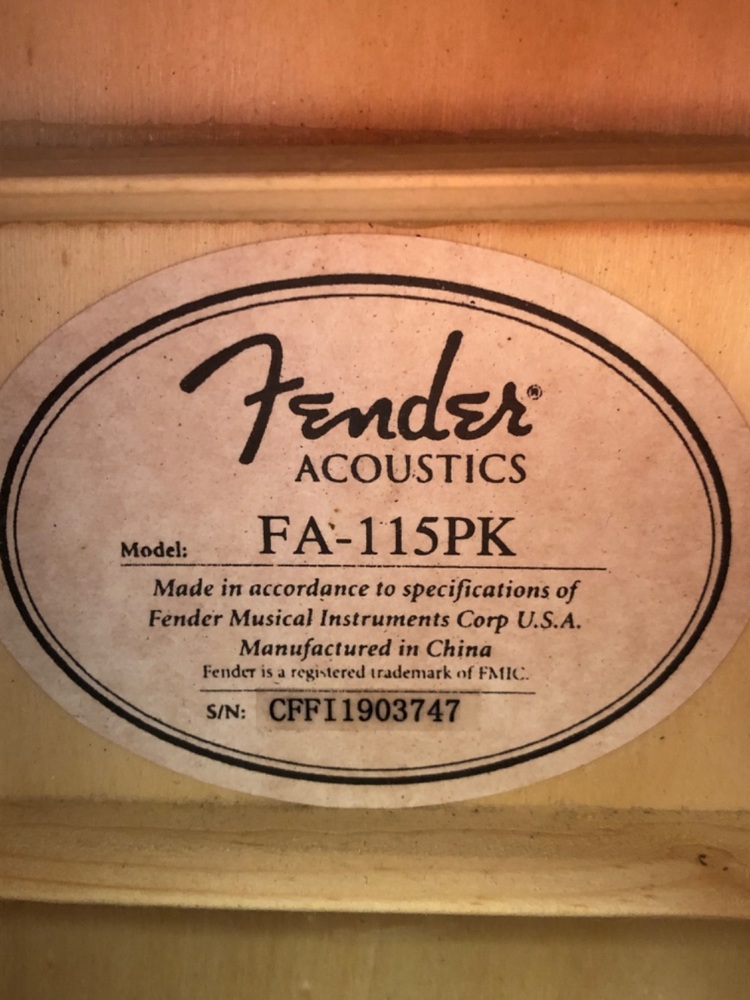 Fender®
ACOUSTICS
Model: FA-115PK
Made in accordance to specifications of
Fender Musical Instruments Corp U.S.A.
Manufactured in China
Fender is a registered trademark of FMIC.
S/N: CFFI1903747